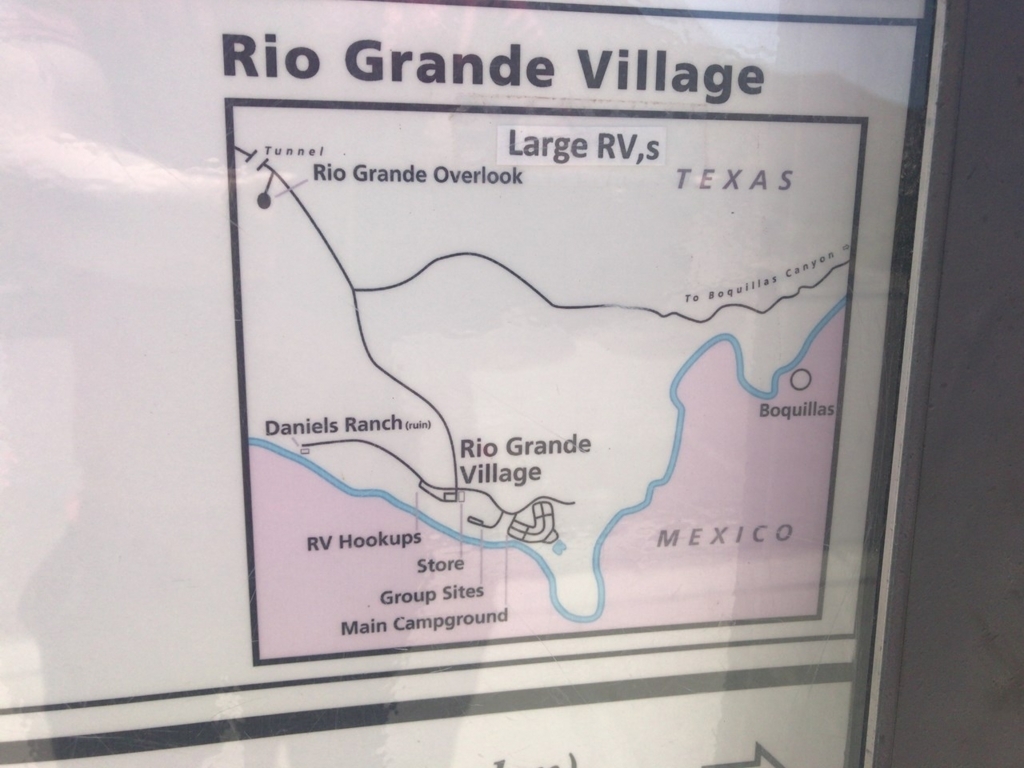 Rio Grande Village
Large RV,s
Tunnel
Rio Grande Overlook
TEXAS
To Boquillas Canyon
Boquillas
Daniels Ranch (ruin)
Rio Grande
Village
RV Hookups
MEXICO
Store
Group Sites
Main Campground